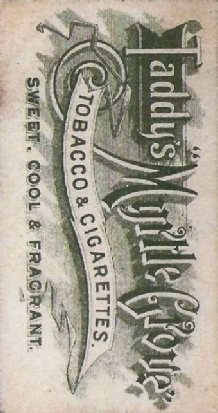 Taddy's
"Myrtle Grove"
TOBACCO & CIGARETTES.
SWEET, COOL & FRAGRANT.